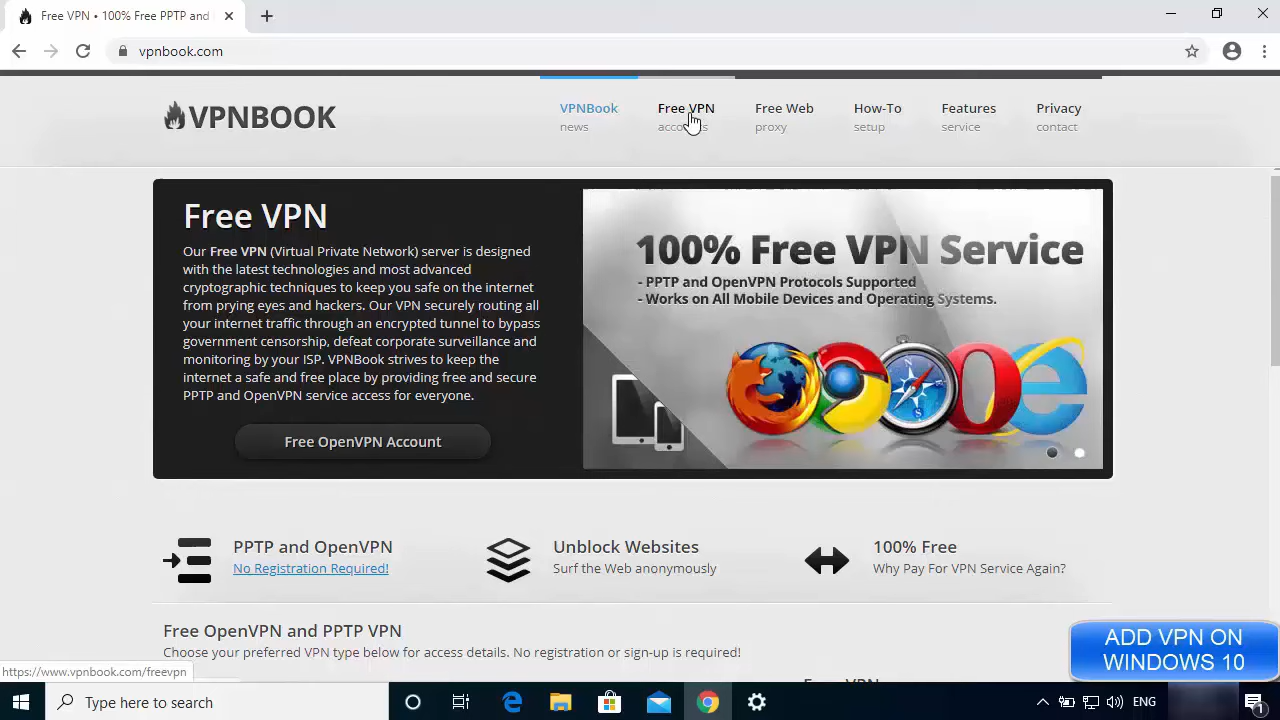 Free VPN • 100% Free PPTP and
vpnbook.com
VPNBOOK
VPNBook
news
Free VPN
accounts
Free Web
proxy
How-To
setup
Features
service
Privacy
contact
Free VPN
Our Free VPN (Virtual Private Network) server is designed
with the latest technologies and most advanced
cryptographic techniques to keep you safe on the internet
from prying eyes and hackers. Our VPN securely routing all
your internet traffic through an encrypted tunnel to bypass
government censorship, defeat corporate surveillance and
monitoring by your ISP. VPNBook strives to keep the
internet a safe and free place by providing free and secure
PPTP and OpenVPN service access for everyone.
Free OpenVPN Account
100% Free VPN Service
- PPTP and OpenVPN Protocols Supported
- Works on All Mobile Devices and Operating Systems.
PPTP and OpenVPN
No Registration Required!
Unblock Websites
Surf the Web anonymously
100% Free
Why Pay For VPN Service Again?
Free OpenVPN and PPTP VPN
Choose your preferred VPN type below for access details. No registration or sign-up is required!
Free VPN
ADD VPN ON
WINDOWS 10
https://www.vpnbook.com/freevpn
Type here to search
ENG
1